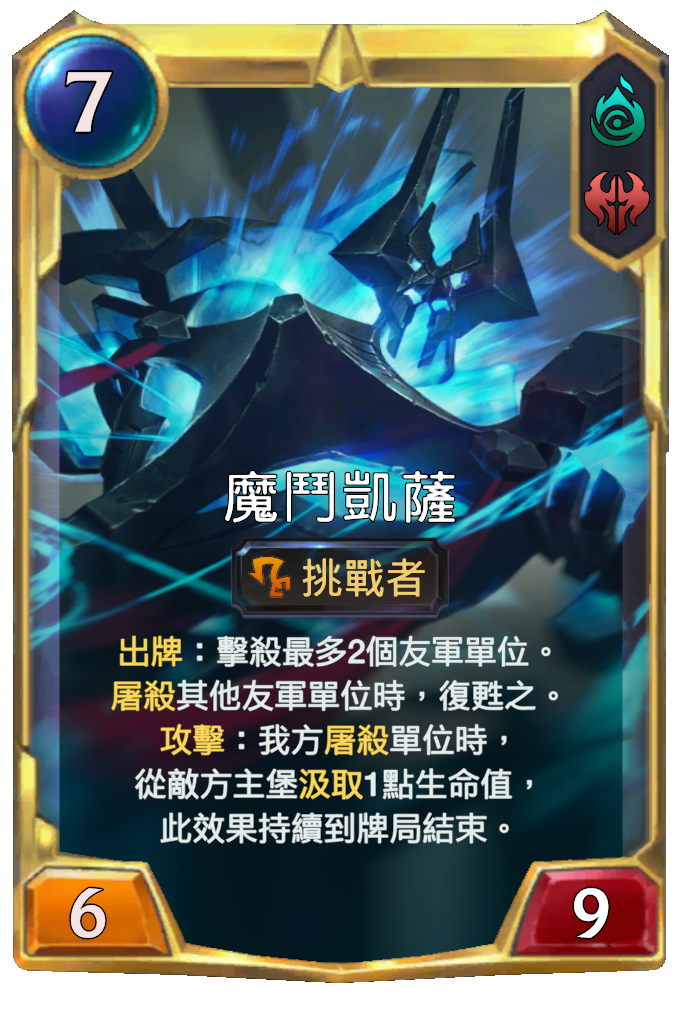 7
魔鬥凱薩
挑戰者
出牌：擊殺最多2個友軍單位。
屠殺其他友軍單位時，復甦之。
攻擊：我方屠殺單位時，
從敵方主堡汲取1點生命值，
此效果持續到牌局結束。
6
9